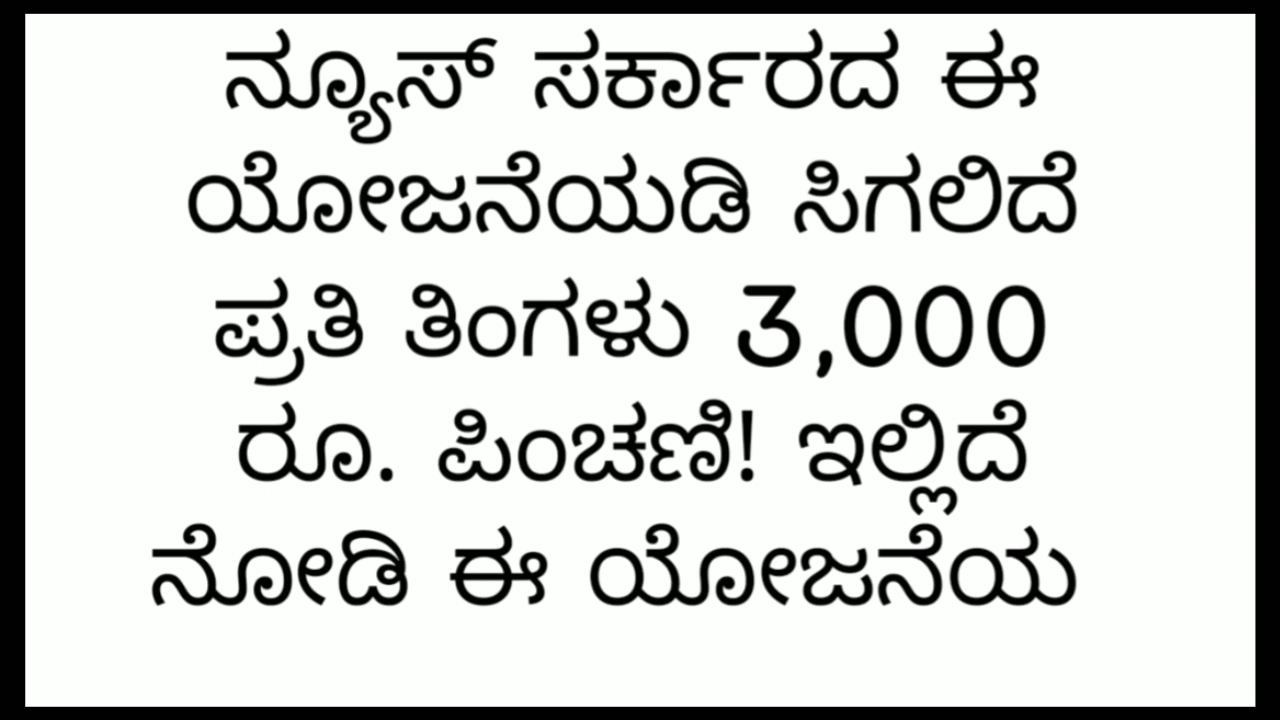 ನ್ಯೂಸ್ ಸರ್ಕಾರದ ಈ
ಯೋಜನೆಯಡಿ ಸಿಗಲಿದೆ
ಪ್ರತಿ ತಿಂಗಳು 3,000
ರೂ. ಪಿಂಚಣಿ! ಇಲ್ಲಿದೆ
ನೋಡಿ ಈ ಯೋಜನೆಯ